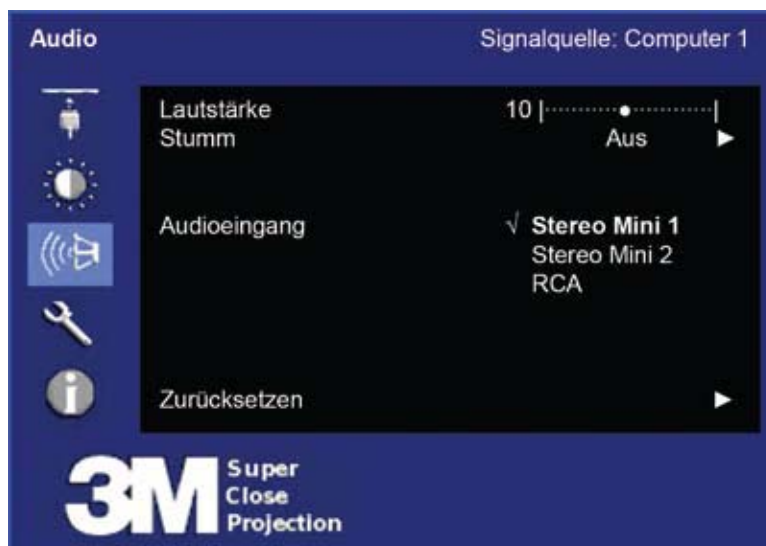 Audio Signalquelle: Computer 1
Lautstärke 10
Stumm Aus
Audioeingang √ Stereo Mini 1
Stereo Mini 2
RCA
Zurücksetzen
3M Super
Close
Projection